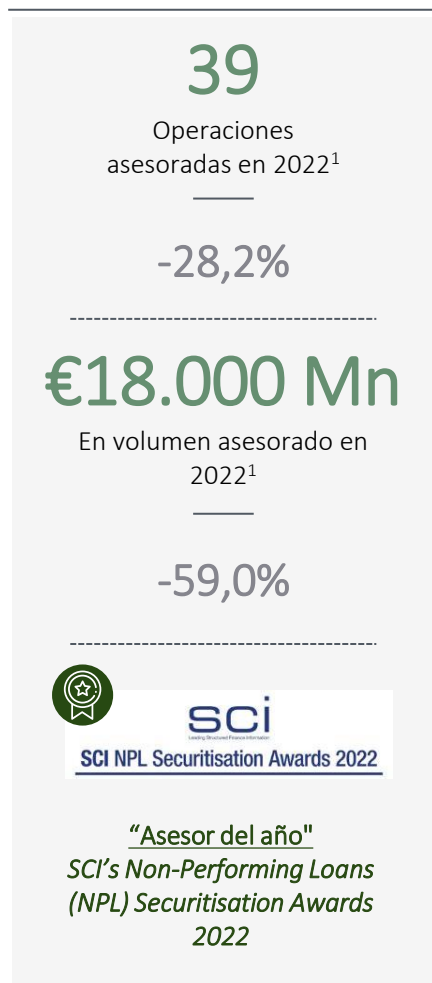 39
Operaciones
asesoradas en 2022¹
-28,2%
€18.000 Mn
En volumen asesorado en
2022¹
-59,0%
sci
Leading Structured Finance Information
SCI NPL Securitisation Awards 2022
“Asesor del año"
SCI’s Non-Performing Loans
(NPL) Securitisation Awards
2022